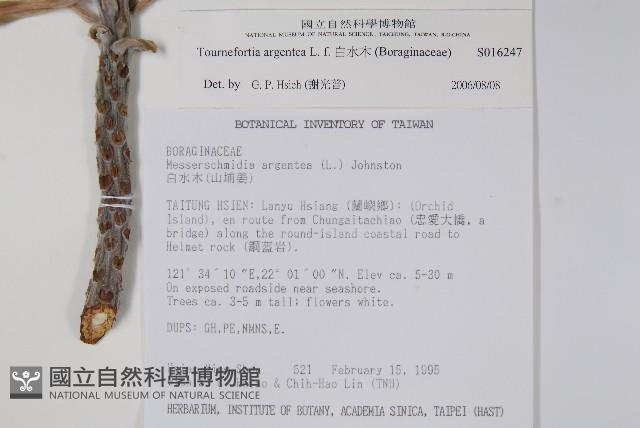 國立自然科學博物館
NATIONAL MUSEUM OF NATURAL SCIENCE, TAICHUNG, TAIWAN, R.O.CHINA
Tournefortia argentea L. f. 白水木 (Boraginaceae) S016247
Det. by G. P. Hsieh (謝光普) 2006/08/08
BOTANICAL INVENTORY OF TAIWAN
BORAGINACEAE
Messerschmidia argentea (L.) Johnston
白水木(山埔姜)
TAITUNG HSIEN: Lanyu Hsiang (蘭嶼鄉): (Orchid
Island), en route from Chungaitachiao (忠愛大橋, a
bridge) along the round-island coastal road to
Helmet rock (鋼盔岩).
121° 34´10 ˝E,22° 01´00 ˝N. Elev ca. 5-30 m
On exposed roadside near seashore.
Trees ca. 3-5 m tall; flowers white.
DUPS: GH,PE,NMNS,E.
521 February 15, 1995
& Chih-Hao Lin (TNU)
HERBARIUM, INSTITUTE OF BOTANY, ACADEMIA SINICA, TAIPEI (HAST)
國立自然科學博物館
NATIONAL MUSEUM OF NATURAL SCIENCE